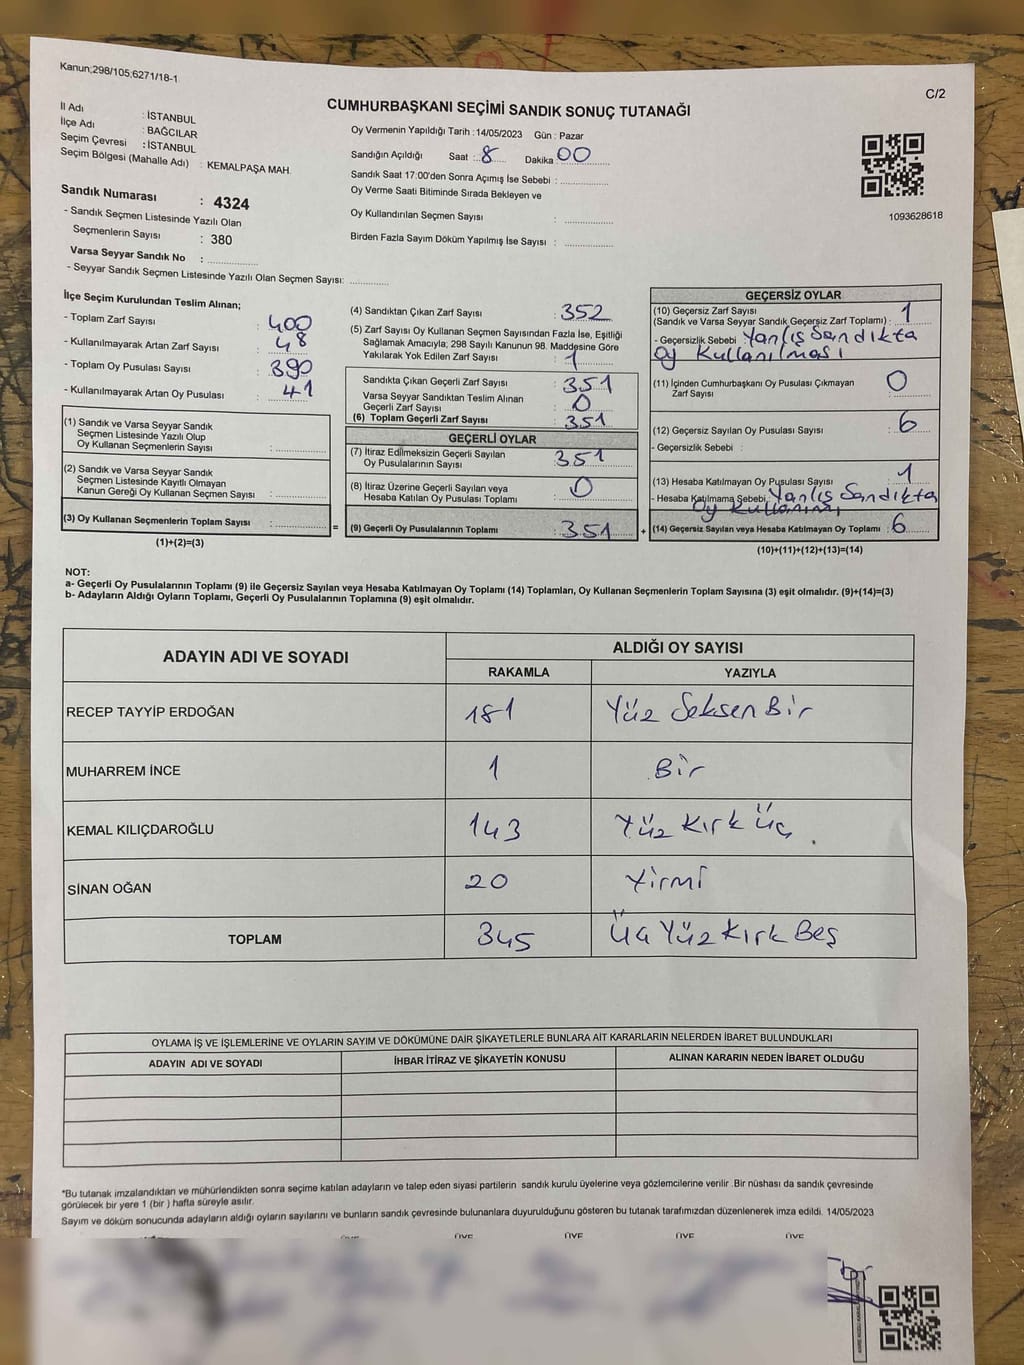 Kanun;298/105,6271/18-1
C/2
CUMHURBAŞKANI SEÇİMİ SANDIK SONUÇ TUTANAĞI
İl Adı : İSTANBUL
İlçe Adı : BAĞCILAR
Seçim Çevresi : İSTANBUL
Seçim Bölgesi (Mahalle Adı) : KEMALPAŞA MAH.
Sandık Numarası : 4324
- Sandık Seçmen Listesinde Yazılı Olan
Seçmenlerin Sayısı : 380
Varsa Seyyar Sandık No :
- Seyyar Sandık Seçmen Listesinde Yazılı Olan Seçmen Sayısı:
Oy Vermenin Yapıldığı Tarih : 14/05/2023 Gün : Pazar
Sandığın Açıldığı Saat : 8 Dakika : 00
Sandık Saat 17:00'den Sonra Açımış İse Sebebi :
Oy Verme Saati Bitiminde Sırada Bekleyen ve
Oy Kullandırılan Seçmen Sayısı :
Birden Fazla Sayım Döküm Yapılmış İse Sayısı :
1093628618
İlçe Seçim Kurulundan Teslim Alınan;
- Toplam Zarf Sayısı : 400
- Kullanılmayarak Artan Zarf Sayısı : 48
- Toplam Oy Pusulası Sayısı : 390
- Kullanılmayarak Artan Oy Pusulası : 41
(1) Sandık ve Varsa Seyyar Sandık
Seçmen Listesinde Yazılı Olup
Oy Kullanan Seçmenlerin Sayısı :
(2) Sandık ve Varsa Seyyar Sandık
Seçmen Listesinde Kayıtlı Olmayan
Kanun Gereği Oy Kullanan Seçmen Sayısı :
(3) Oy Kullanan Seçmenlerin Toplam Sayısı :
(1)+(2)=(3)
=
(4) Sandıktan Çıkan Zarf Sayısı : 352
(5) Zarf Sayısı Oy Kullanan Seçmen Sayısından Fazla İse, Eşitliği
Sağlamak Amacıyla; 298 Sayılı Kanunun 98. Maddesine Göre
Yakılarak Yok Edilen Zarf Sayısı : 1
Sandıkta Çıkan Geçerli Zarf Sayısı : 351
Varsa Seyyar Sandıktan Teslim Alınan
Geçerli Zarf Sayısı : 0
(6) Toplam Geçerli Zarf Sayısı : 351
GEÇERLİ OYLAR
(7) İtiraz Edilmeksizin Geçerli Sayılan
Oy Pusulalarının Sayısı : 351
(8) İtiraz Üzerine Geçerli Sayılan veya
Hesaba Katılan Oy Pusulası Toplamı : 0
(9) Geçerli Oy Pusulalarının Toplamı : 351
+
GEÇERSİZ OYLAR
(10) Geçersiz Zarf Sayısı
(Sandık ve Varsa Seyyar Sandık Geçersiz Zarf Toplamı) : 1
- Geçersizlik Sebebi : Yanlış Sandıkta
Oy Kullanılması
(11) İçinden Cumhurbaşkanı Oy Pusulası Çıkmayan
Zarf Sayısı : 0
(12) Geçersiz Sayılan Oy Pusulası Sayısı : 6
- Geçersizlik Sebebi :
(13) Hesaba Katılmayan Oy Pusulası Sayısı : 1
- Hesaba Katılmama Sebebi : Yanlış Sandıkta
Oy Kullanımı
(14) Geçersiz Sayılan veya Hesaba Katılmayan Oy Toplamı : 6
(10)+(11)+(12)+(13)=(14)
NOT:
a- Geçerli Oy Pusulalarının Toplamı (9) ile Geçersiz Sayılan veya Hesaba Katılmayan Oy Toplamı (14) Toplamları, Oy Kullanan Seçmenlerin Toplam Sayısına (3) eşit olmalıdır. (9)+(14)=(3)
b- Adayların Aldığı Oyların Toplamı, Geçerli Oy Pusulalarının Toplamına (9) eşit olmalıdır.
ADAYIN ADI VE SOYADI ALDIĞI OY SAYISI
RAKAMLA YAZIYLA
RECEP TAYYİP ERDOĞAN 181 Yüz Seksen Bir
MUHARREM İNCE 1 Bir
KEMAL KILIÇDAROĞLU 143 Yüz Kırk Üç
SİNAN OĞAN 20 Yirmi
TOPLAM 345 Üç Yüz Kırk Beş
OYLAMA İŞ VE İŞLEMLERİNE VE OYLARIN SAYIM VE DÖKÜMÜNE DAİR ŞİKAYETLERLE BUNLARA AİT KARARLARIN NELERDEN İBARET BULUNDUKLARI
ADAYIN ADI VE SOYADI İHBAR İTİRAZ VE ŞİKAYETİN KONUSU ALINAN KARARIN NEDEN İBARET OLDUĞU
*Bu tutanak imzalandıktan ve mühürlendikten sonra seçime katılan adayların ve talep eden siyasi partilerin sandık kurulu üyelerine veya gözlemcilerine verilir .Bir nüshası da sandık çevresinde
görülecek bir yere 1 (bir ) hafta süreyle asılır.
Sayım ve döküm sonucunda adayların aldığı oyların sayılarını ve bunların sandık çevresinde bulunanlara duyurulduğunu gösteren bu tutanak tarafımızdan düzenlenerek imza edildi. 14/05/2023
ÜYE ÜYE ÜYE ÜYE ÜYE